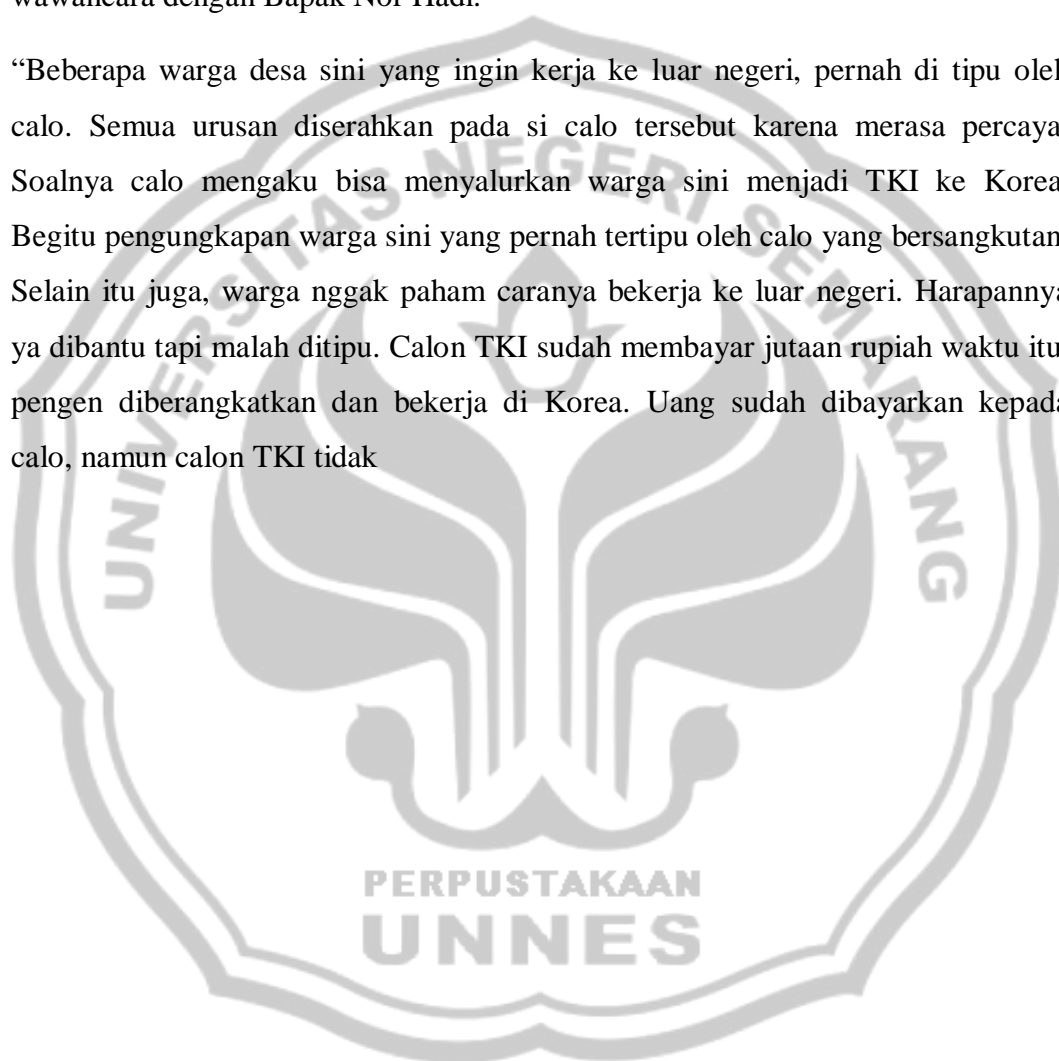 wawancara dengan Bapak Nor Hadi.
“Beberapa warga desa sini yang ingin kerja ke luar negeri, pernah di tipu oleh
calo. Semua urusan diserahkan pada si calo tersebut karena merasa percaya
Soalnya calo mengaku bisa menyalurkan warga sini menjadi TKI ke Korea
Begitu pengungkapan warga sini yang pernah tertipu oleh calo yang bersangkutan
Selain itu juga, warga nggak paham caranya bekerja ke luar negeri. Harapannya
ya dibantu tapi malah ditipu. Calon TKI sudah membayar jutaan rupiah waktu itu
pengen diberangkatkan dan bekerja di Korea. Uang sudah dibayarkan kepada
calo, namun calon TKI tidak
UNIVERSITAS NEGERI SEMARANG
PERPUSTAKAAN
UNNES